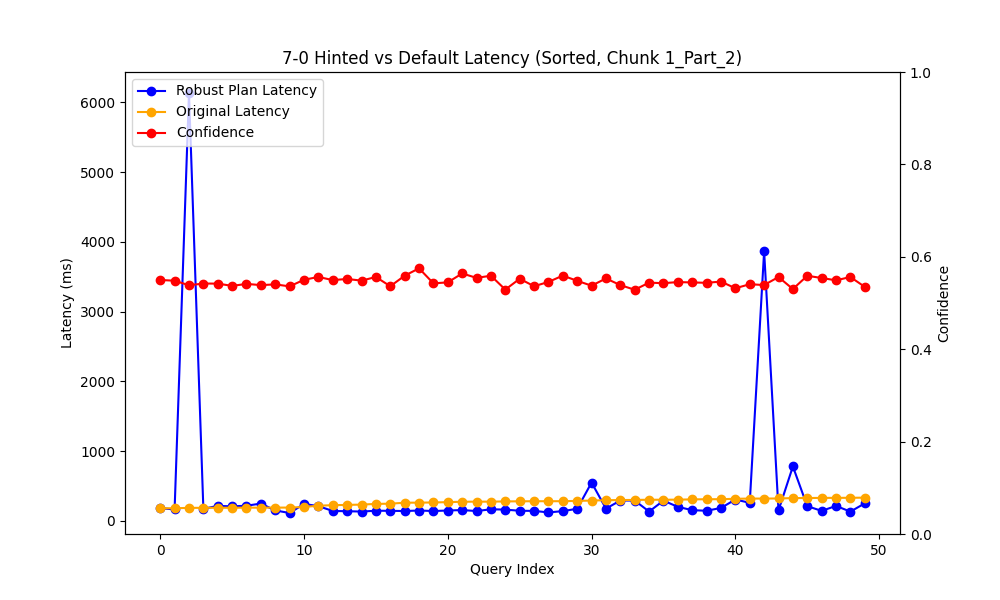 7-0 Hinted vs Default Latency (Sorted, Chunk 1_Part_2)
Robust Plan Latency
Original Latency
Confidence
Latency (ms)
6000
5000
4000
3000
2000
1000
0
1.0
0.8
0.6
0.4
0.2
0.0
Confidence
0 10 20 30 40 50
Query Index